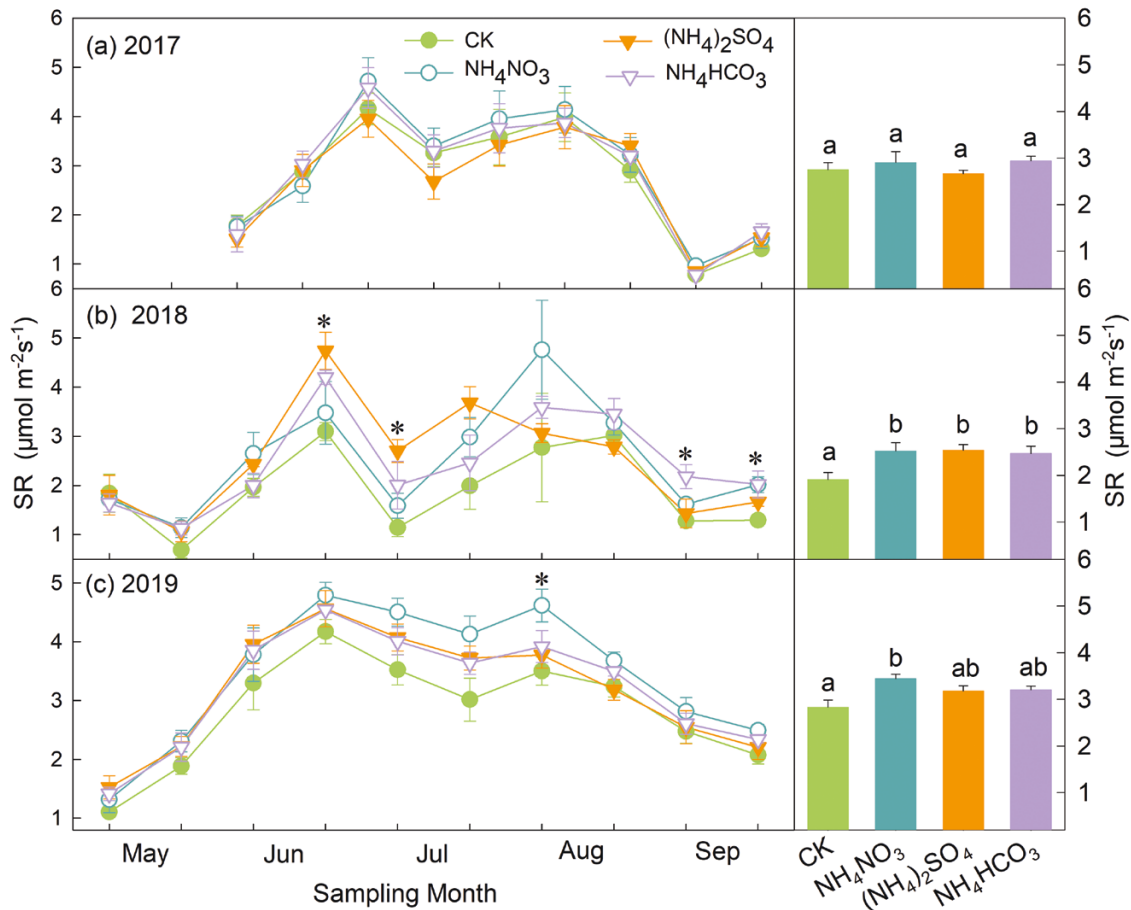 (a) 2017
CK
NH₄NO₃
(NH₄)₂SO₄
NH₄HCO₃
6
5
4
3
2
1
a a a a
6
5
4
3
2
1
SR (µmol m⁻²s⁻¹)
(b) 2018
6
5
4
3
2
1
* * * *
a b b b
6
5
4
3
2
1
SR (µmol m⁻²s⁻¹)
(c) 2019
5
4
3
2
1
*
a b ab ab
6
5
4
3
2
1
May Jun Jul Aug Sep
Sampling Month
CK
NH₄NO₃
(NH₄)₂SO₄
NH₄HCO₃